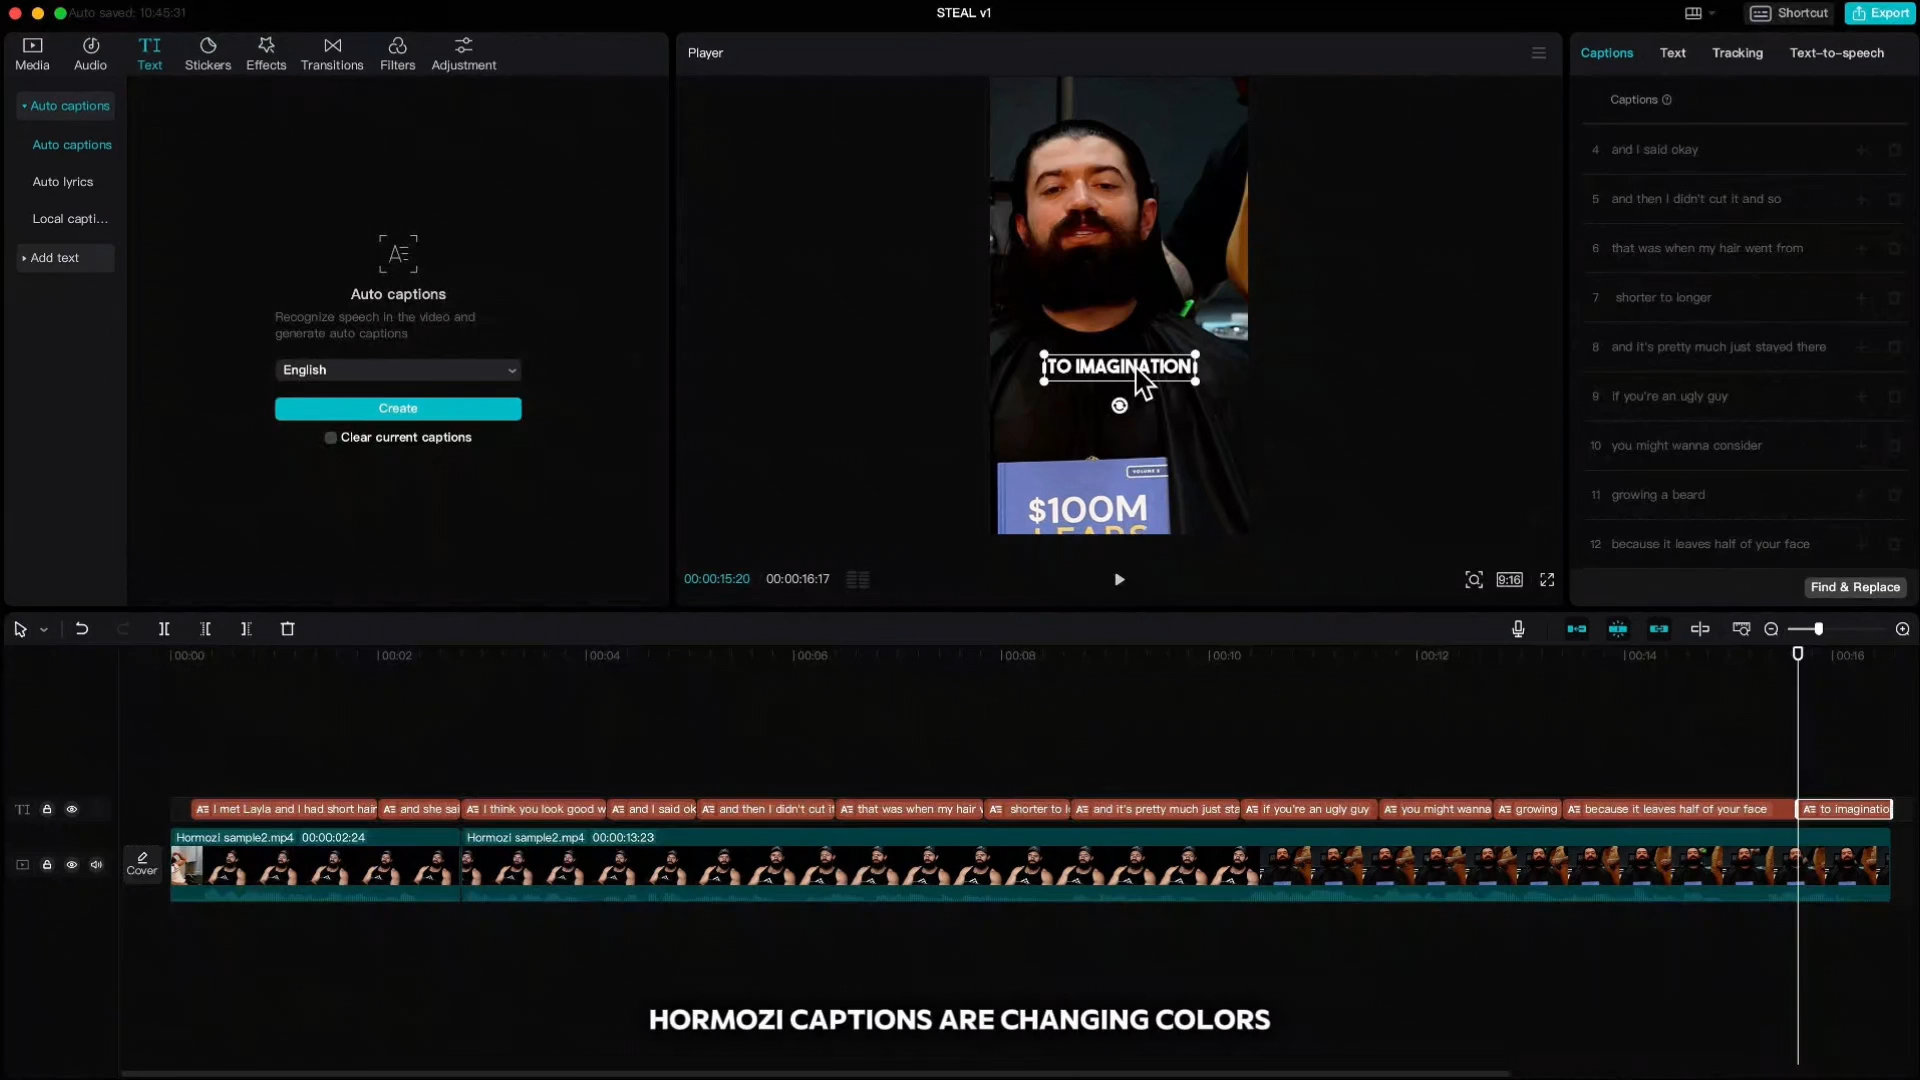 Auto saved: 10:45:31
STEAL v1
Shortcut
Export
Media
Audio
Text
Stickers
Effects
Transitions
Filters
Adjustment
Auto captions
Auto captions
Auto lyrics
Local capti...
Add text
Auto captions
Recognize speech in the video and
generate auto captions
English
Create
Clear current captions
Player
TO IMAGINATION
VOLUME 2
$100M
LEADS
00:00:15:20
00:00:16:17
9:16
Captions
Text
Tracking
Text-to-speech
Captions
4 and I said okay
5 and then I didn't cut it and so
6 that was when my hair went from
7 shorter to longer
8 and it's pretty much just stayed there
9 if you're an ugly guy
10 you might wanna consider
11 growing a beard
12 because it leaves half of your face
Find & Replace
00:00
00:02
00:04
00:06
00:08
00:10
00:12
00:14
00:16
TI
I met Layla and I had short hair
and she sai
I think you look good w
and I said ok
and then I didn't cut it
that was when my hair
shorter to l
and it's pretty much just sta
if you're an ugly guy
you might wanna
growing
because it leaves half of your face
to imaginatio
Hormozi sample2.mp4 00:00:02:24
Hormozi sample2.mp4 00:00:13:23
Cover
HORMOZI CAPTIONS ARE CHANGING COLORS